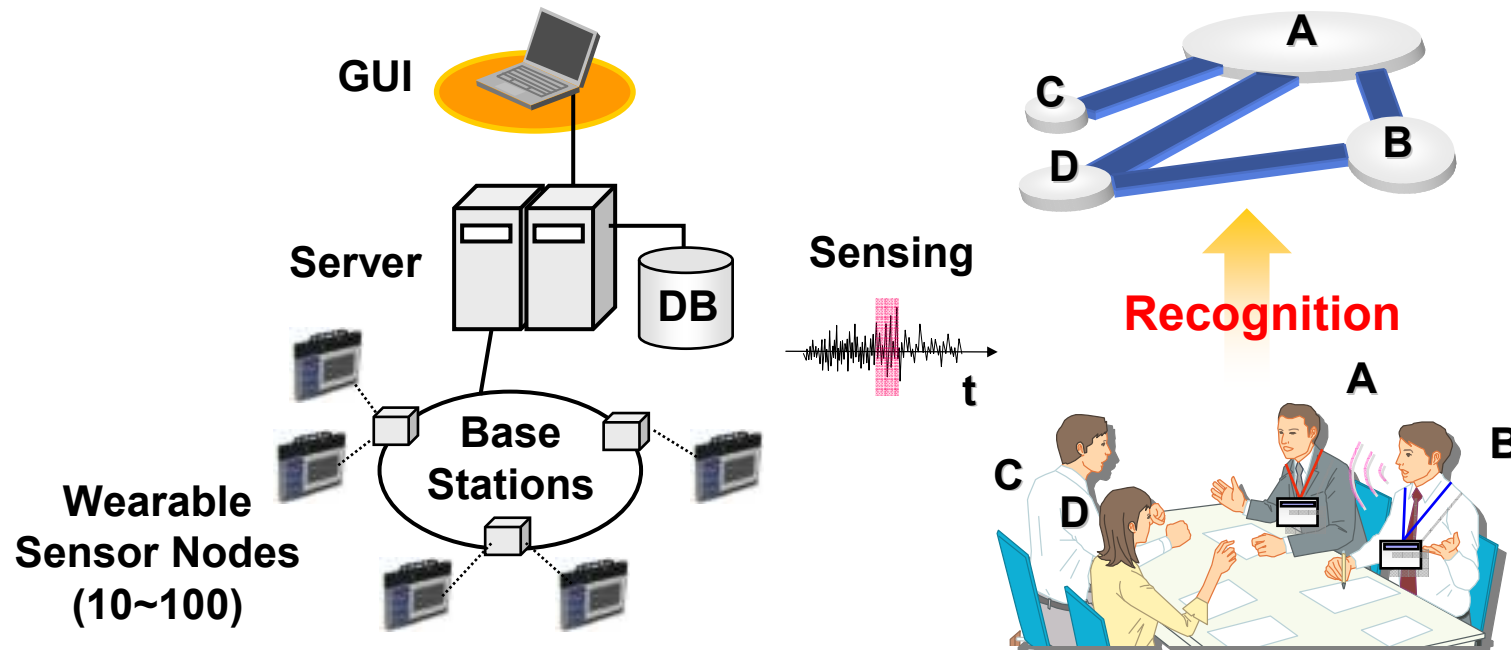 GUI
Server
DB
Base
Stations
Wearable
Sensor Nodes
(10~100)
Sensing
t
A
C
D
B
Recognition
A
B
C
D